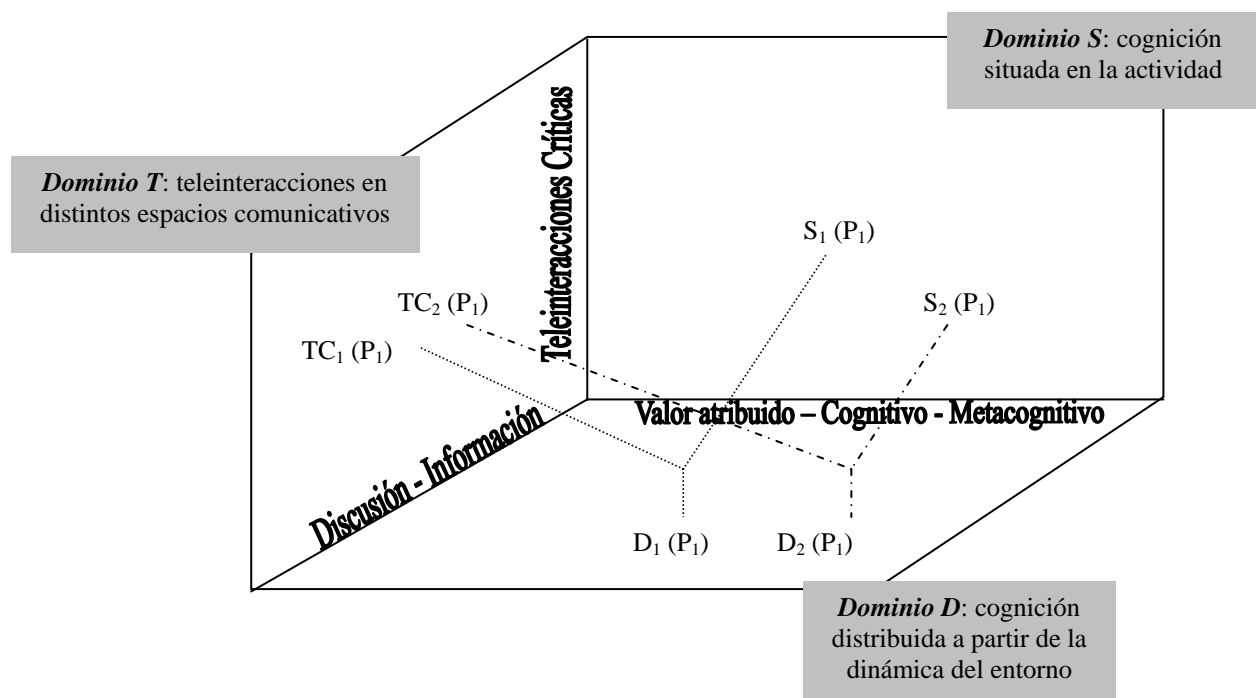 Dominio S: cognición
situada en la actividad
Dominio T: teleinteracciones en
distintos espacios comunicativos
Teleinteracciones Críticas
S₁ (P₁)
TC₂ (P₁)
S₂ (P₁)
TC₁ (P₁)
Valor atribuido – Cognitivo - Metacognitivo
Discusión - Información
D₁ (P₁)
D₂ (P₁)
Dominio D: cognición
distribuida a partir de la
dinámica del entorno